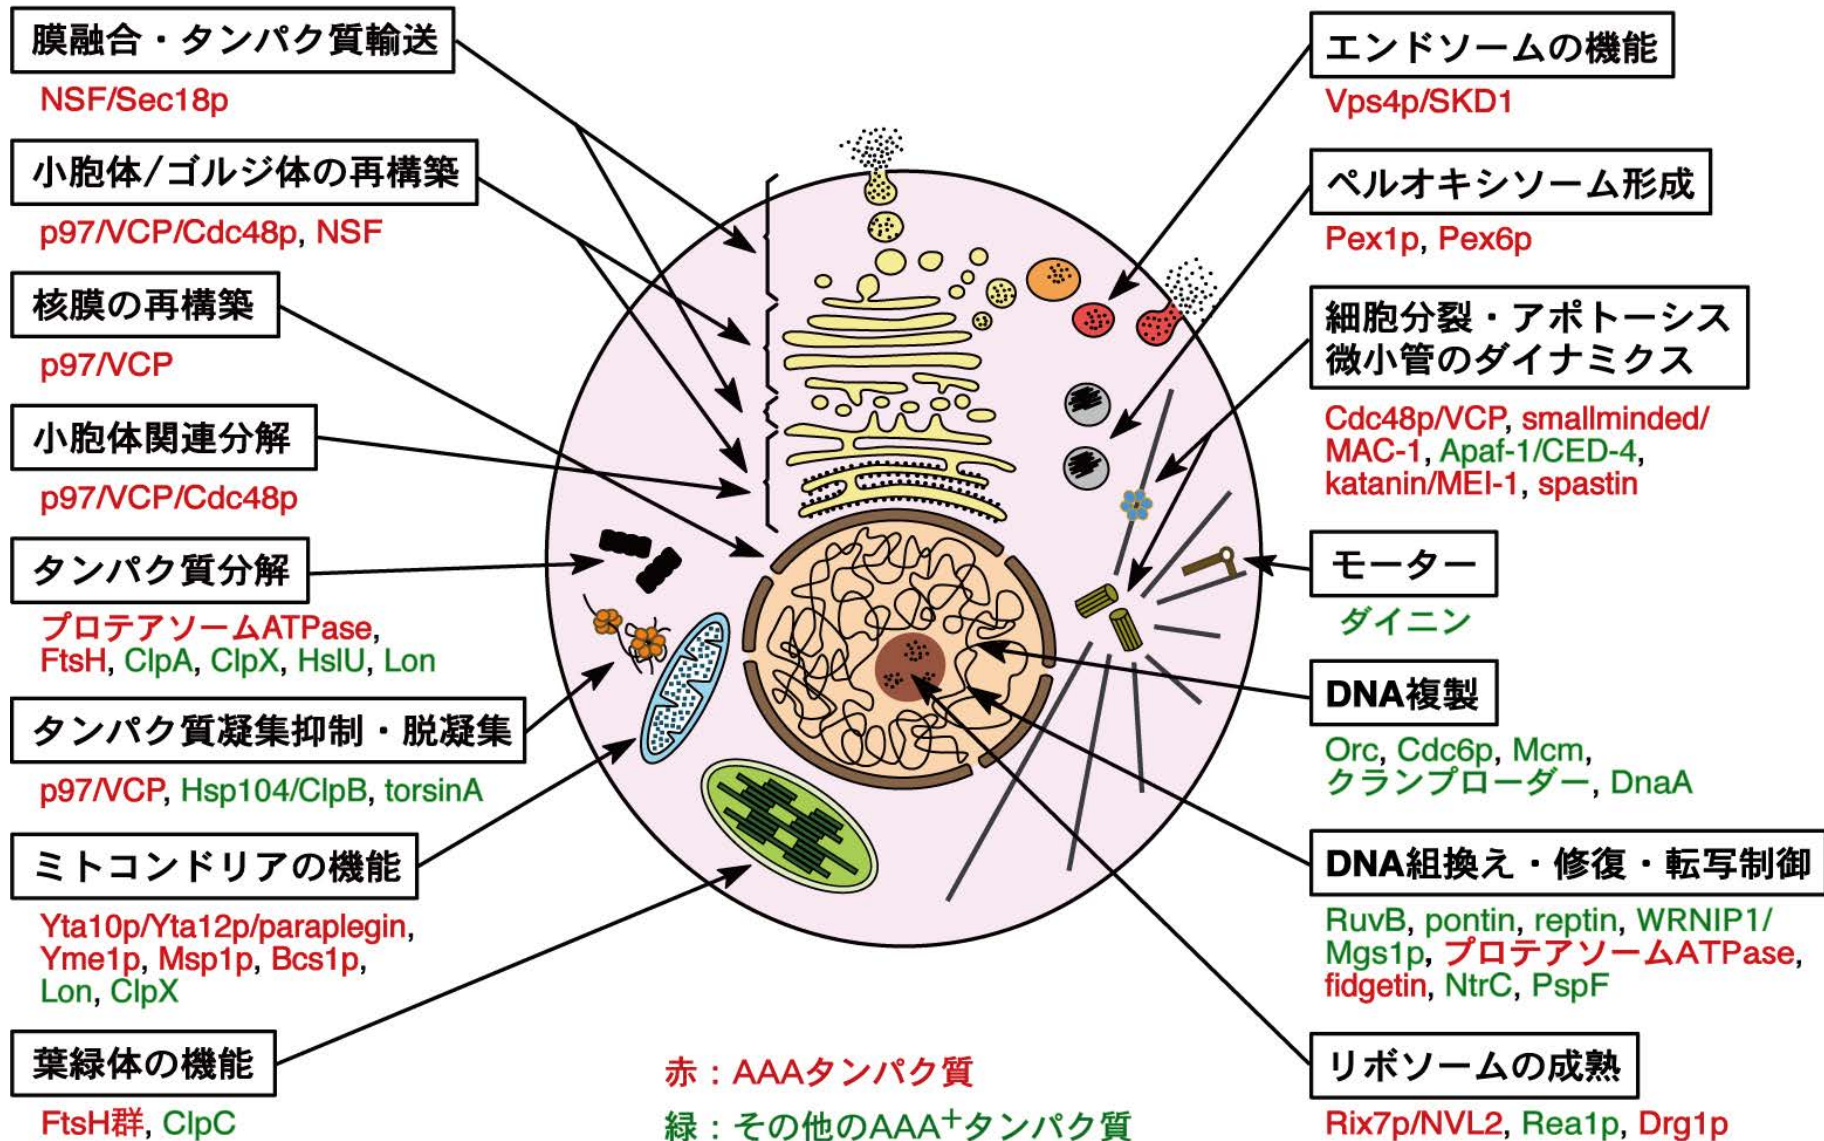 膜融合・タンパク質輸送
NSF/Sec18p
小胞体/ゴルジ体の再構築
p97/VCP/Cdc48p, NSF
核膜の再構築
p97/VCP
小胞体関連分解
p97/VCP/Cdc48p
タンパク質分解
プロテアソームATPase,
FtsH, ClpA, ClpX, HslU, Lon
タンパク質凝集抑制・脱凝集
p97/VCP, Hsp104/ClpB, torsinA
ミトコンドリアの機能
Yta10p/Yta12p/paraplegin,
Yme1p, Msp1p, Bcs1p,
Lon, ClpX
葉緑体の機能
FtsH群, ClpC
赤：AAAタンパク質
緑：その他のAAA+タンパク質
エンドソームの機能
Vps4p/SKD1
ペルオキシソーム形成
Pex1p, Pex6p
細胞分裂・アポトーシス
微小管のダイナミクス
Cdc48p/VCP, smallminded/
MAC-1, Apaf-1/CED-4,
katanin/MEI-1, spastin
モーター
ダイニン
DNA複製
Orc, Cdc6p, Mcm,
クランプローダー, DnaA
DNA組換え・修復・転写制御
RuvB, pontin, reptin, WRNIP1/
Mgs1p, プロテアソームATPase,
fidgetin, NtrC, PspF
リボソームの成熟
Rix7p/NVL2, Rea1p, Drg1p